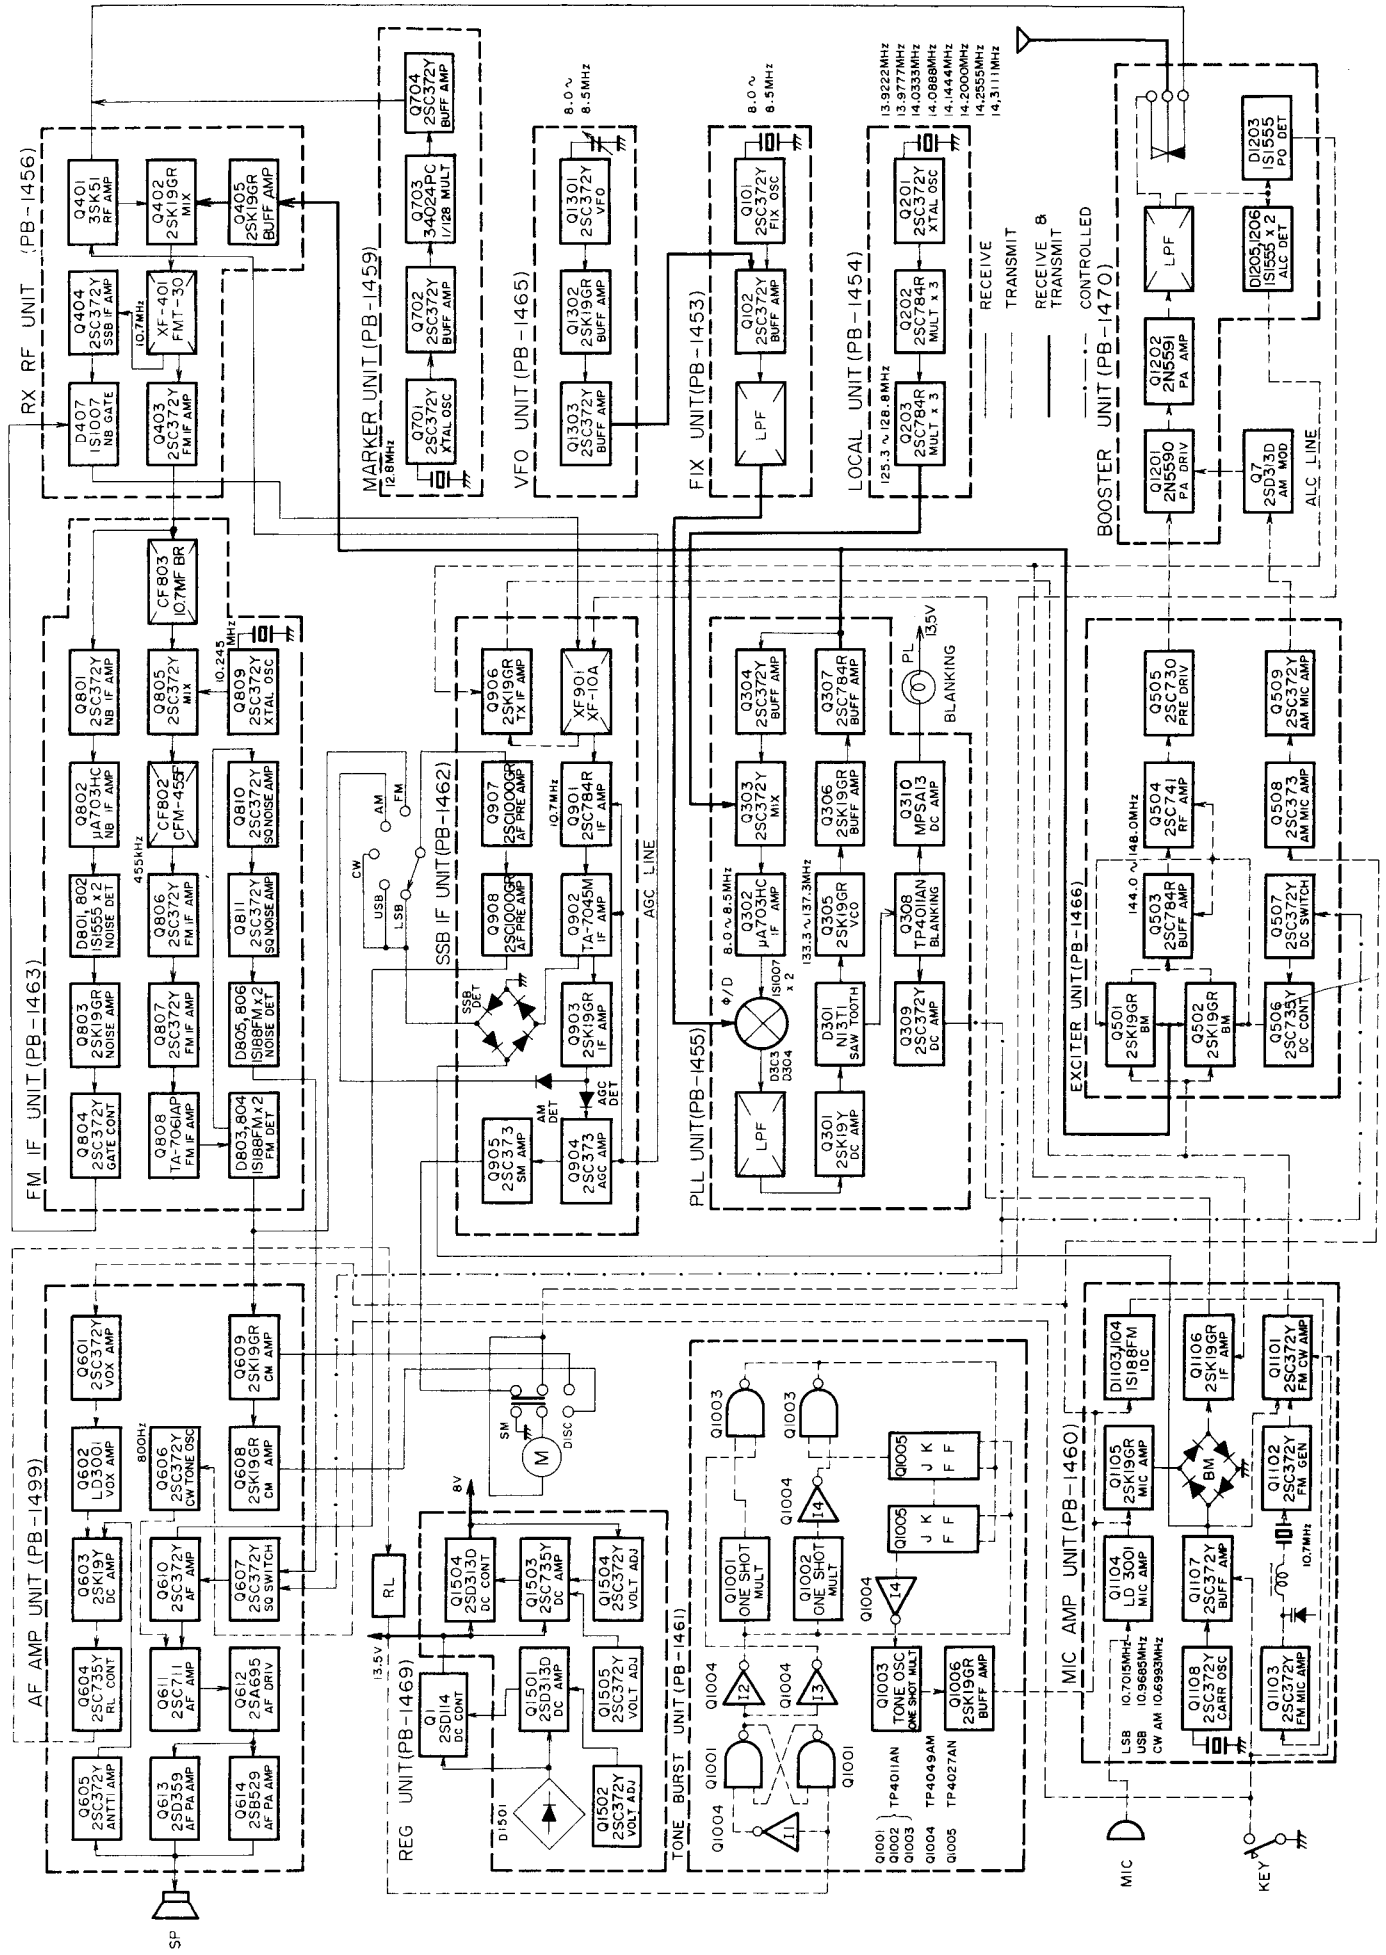 RX RF UNIT (PB-1456)
Q401
3SK51
RF AMP
Q402
2SK19GR
MIX
Q405
2SK19GR
BUFF AMP
Q404
2SC372Y
SSB IF AMP
10.7MHz
XF-401
FMT-30
D407
1S1007
NB GATE
Q403
2SC372Y
FM IF AMP
MARKER UNIT (PB-1459)
Q704
2SC372Y
BUFF AMP
Q703
34024PC
1/128 MULT
Q702
2SC372Y
BUFF AMP
Q701
2SC372Y
XTAL OSC
12.8MHz
VFO UNIT (PB-1465)
8.0~
8.5MHz
Q1301
2SC372Y
VFO
Q1302
2SK19GR
BUFF AMP
Q1303
2SC372Y
BUFF AMP
FIX UNIT (PB-1453)
8.0~
8.5MHz
Q101
2SC372Y
FIX OSC
Q102
2SC372Y
BUFF AMP
LPF
LOCAL UNIT (PB-1454)
13.9222MHz
13.9777MHz
14.0333MHz
14.0888MHz
14.1444MHz
14.2000MHz
14.2555MHz
14.3111MHz
Q201
2SC372Y
XTAL OSC
Q202
2SC784R
MULT x 3
Q203
2SC784R
MULT x 3
125.3~128.8MHz
RECEIVE
TRANSMIT
RECEIVE &
TRANSMIT
CONTROLLED
BOOSTER UNIT (PB-1470)
LPF
D1203
1S1555
PO DET
D1205,1206
1S1555 x 2
ALC DET
Q1202
2N5591
PA AMP
Q1201
2N5590
PA DRIV
Q7
2SD313D
AM MOD
ALC LINE
FM IF UNIT (PB-1463)
CF803
10.7MF BR
Q801
2SC372Y
NB IF AMP
Q805
2SC372Y
MIX
10.245
MHz
Q809
2SC372Y
XTAL OSC
Q802
µA703HC
NB IF AMP
CF802
CFM-455F
455kHz
Q810
2SC372Y
SQ NOISE AMP
D801,802
1S1555 x 2
NOISE DET
Q806
2SC372Y
FM IF AMP
Q811
2SC372Y
SQ NOISE AMP
Q803
2SK19GR
NOISE AMP
Q807
2SC372Y
FM IF AMP
D805,806
1S188FM x 2
NOISE DET
Q804
2SC372Y
GATE CONT
Q808
TA-7061AP
FM IF AMP
D803,804
1S188FM x 2
FM DET
AM
FM
CW
USB
LSB
SSB IF UNIT (PB-1462)
Q906
2SK19GR
TX IF AMP
XF901
XF-10A
Q907
2SC1000GR
AF PRE AMP
10.7MHz
Q901
2SC784R
IF AMP
Q908
2SC1000GR
AF PRE AMP
Q902
TA-7045M
IF AMP
SSB
DET
Q903
2SK19GR
IF AMP
AM
DET
AGC
DET
Q905
2SC373
SM AMP
Q904
2SC373
AGC AMP
AGC LINE
PLL UNIT (PB-1455)
Q304
2SC372Y
BUFF AMP
Q307
2SC784R
BUFF AMP
PL
13.5V
BLANKING
Q303
2SC372Y
MIX
Q306
2SK19GR
BUFF AMP
Q310
MPSA13
DC AMP
8.0~8.5MHz
Q302
µA703HC
IF AMP
133.3~137.3MHz
Q305
2SK19GR
VCO
Q308
TP4011AN
BLANKING
φ/D
1S1007
x 2
D303
D304
D301
N13T1
SAW TOOTH
Q309
2SC372Y
DC AMP
LPF
Q301
2SK19Y
DC AMP
EXCITER UNIT (PB-1466)
Q505
2SC730
PRE DRIV
Q509
2SC372Y
AM MIC AMP
Q504
2SC741
RF AMP
144.0~148.0MHz
Q508
2SC373
AM MIC AMP
Q503
2SC784R
BUFF AMP
Q507
2SC372Y
DC SWITCH
Q501
2SK19GR
BM
Q502
2SK19GR
BM
Q506
2SC735Y
DC CONT
AF AMP UNIT (PB-1499)
Q601
2SC372Y
VOX AMP
Q609
2SK19GR
CM AMP
Q602
LD3001
VOX AMP
800Hz
Q606
2SC372Y
CW TONE OSC
Q608
2SK19GR
CM AMP
Q603
2SK19Y
DC AMP
Q610
2SC372Y
AF AMP
Q607
2SC372Y
SQ SWITCH
Q604
2SC735Y
RL CONT
Q611
2SC711
AF AMP
Q612
2SA695
AF DRIV
Q605
2SC372Y
ANTTI AMP
Q613
2SD359
AF PA AMP
Q614
2SB529
AF PA AMP
SP
SM
DISC
M
RL
13.5V
8V
REG UNIT (PB-1469)
Q1504
2SD313D
DC CONT
Q1503
2SC735Y
DC AMP
Q1504
2SC372Y
VOLT ADJ
Q1
2SD114
DC CONT
Q1501
2SD313D
DC AMP
Q1505
2SC372Y
VOLT ADJ
D1501
Q1502
2SC372Y
VOLT ADJ
TONE BURST UNIT (PB-1461)
Q1003
Q1003
Q1005
J K
F F
Q1004
I4
Q1005
J K
F F
Q1001
ONE SHOT
MULT
Q1002
ONE SHOT
MULT
Q1004
I4
Q1004
I2
Q1004
I3
Q1003
TONE OSC
ONE SHOT MULT
Q1006
2SK19GR
BUFF AMP
Q1001
Q1001
Q1004
I1
Q1001
Q1002
Q1003
TP4011AN
Q1004 TP4049AM
Q1005 TP4027AN
MIC AMP UNIT (PB-1460)
D1103,1104
1S188FM
IDC
Q1106
2SK19GR
IF AMP
Q1101
2SC372Y
FM CW AMP
Q1105
2SK19GR
MIC AMP
BM
Q1102
2SC372Y
FM GEN
Q1104
LD 3001
MIC AMP
Q1107
2SC372Y
BUFF AMP
10.7MHz
LSB 10.7015MHz
USB 10.9685MHz
CW AM 10.6993MHz
Q1108
2SC372Y
CARR OSC
Q1103
2SC372Y
FM MIC AMP
MIC
KEY